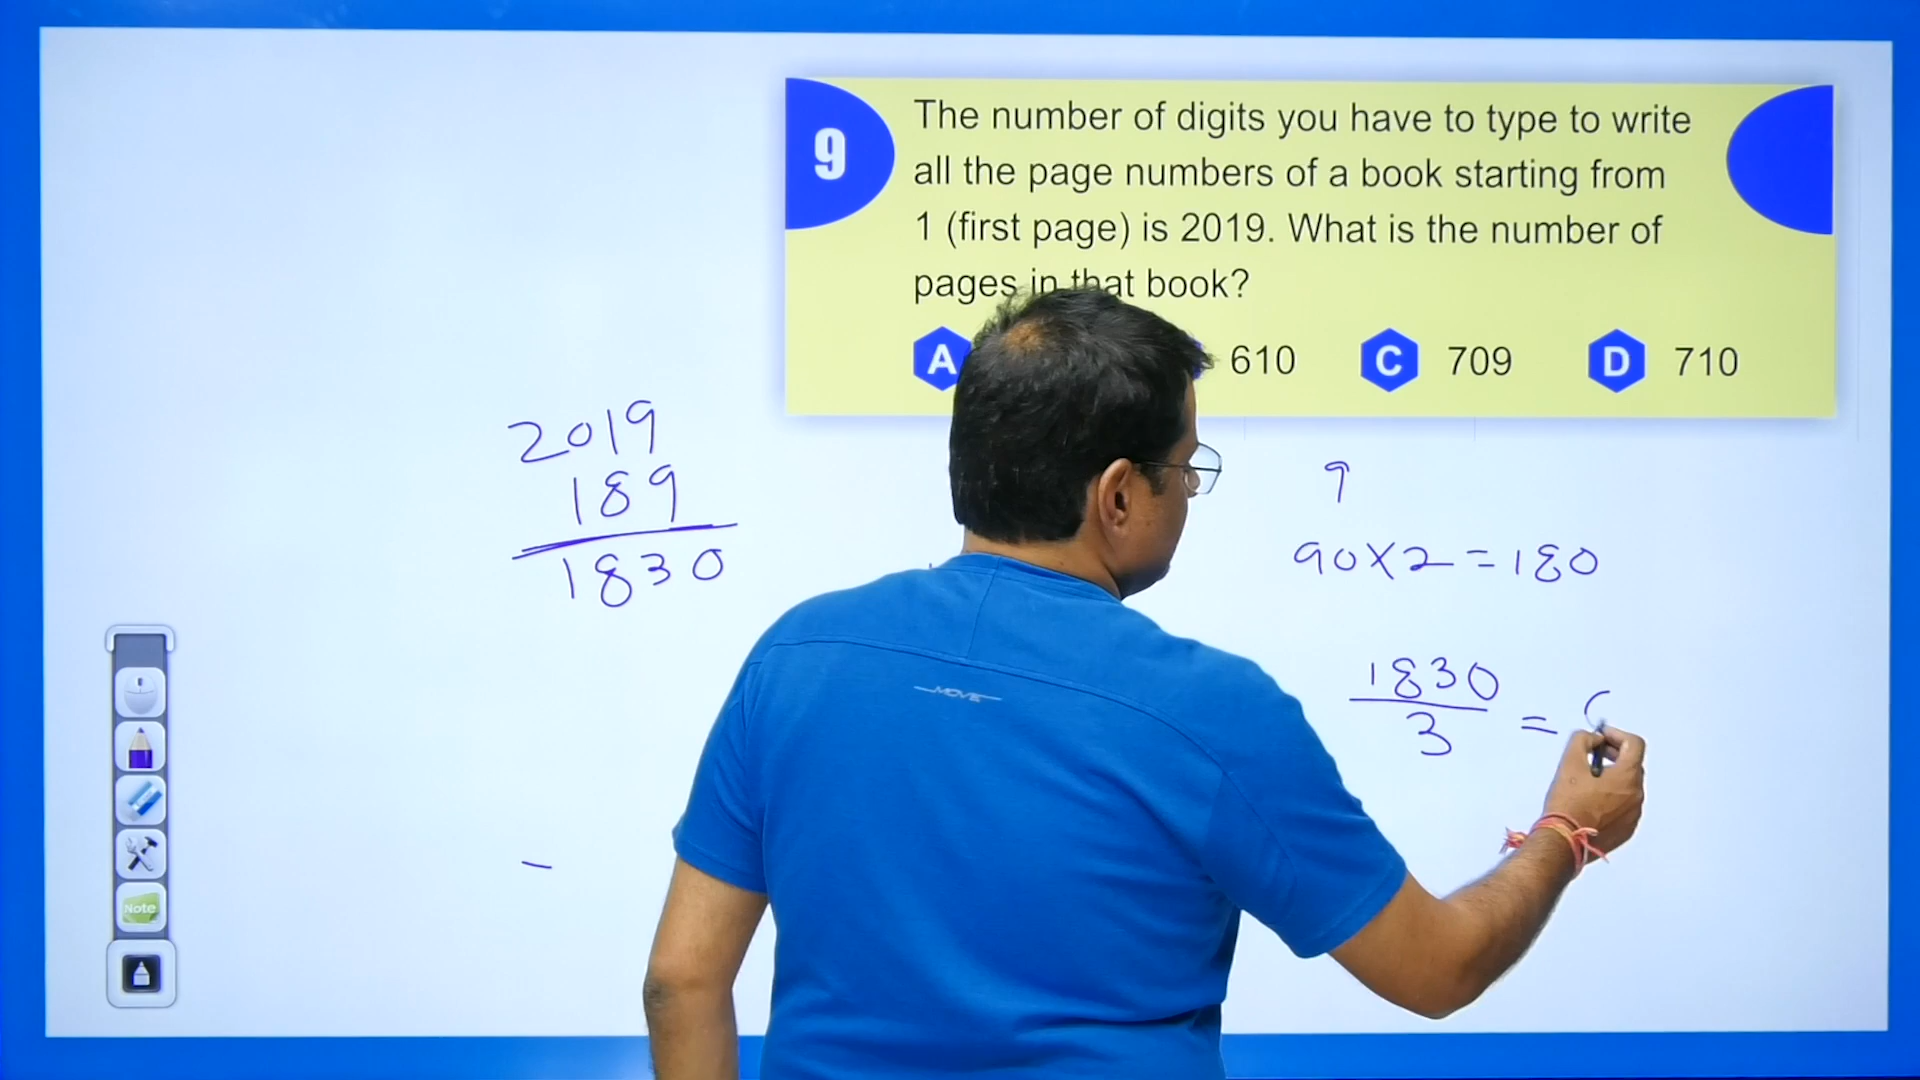 9
The number of digits you have to type to write
all the page numbers of a book starting from
1 (first page) is 2019. What is the number of
pages in that book?
A 610 C 709 D 710
2019
189
1830
9
90×2=180
1830
3 =
MOVE
Note